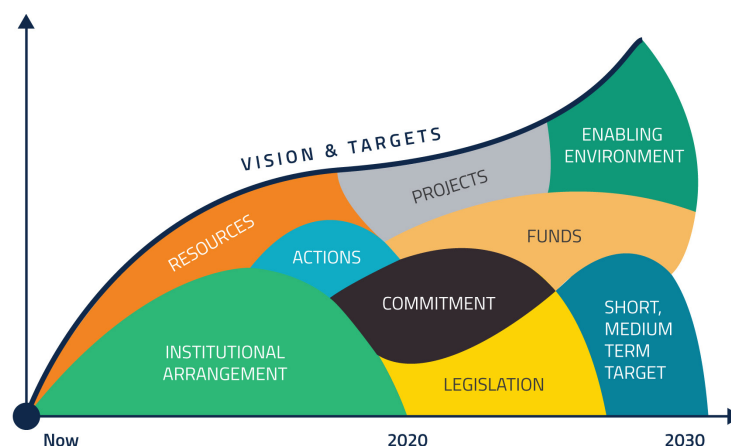 VISION & TARGETS
ENABLING
ENVIRONMENT
PROJECTS
RESOURCES
FUNDS
ACTIONS
COMMITMENT
SHORT,
MEDIUM
TERM
TARGET
INSTITUTIONAL
ARRANGEMENT
LEGISLATION
Now
2020
2030